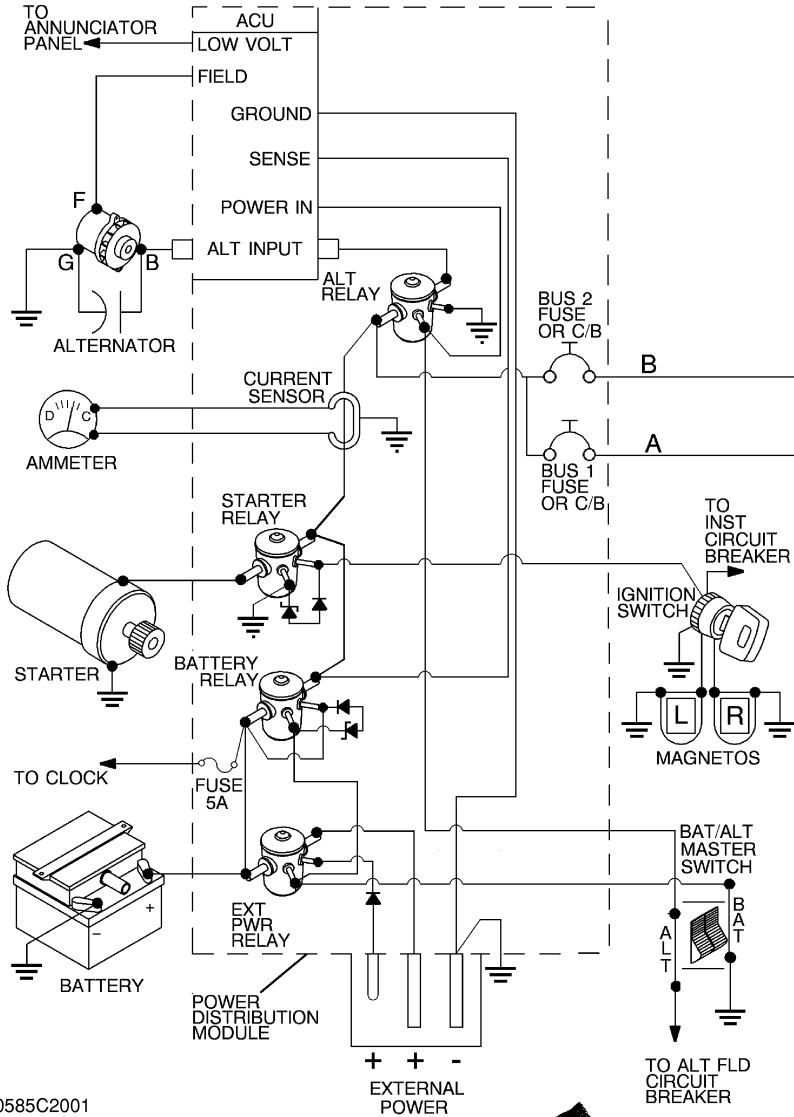 TO
ANNUNCIATOR
PANEL
ACU
LOW VOLT
FIELD
GROUND
SENSE
POWER IN
ALT INPUT
F
G
B
ALTERNATOR
ALT
RELAY
BUS 2
FUSE
OR C/B
B
CURRENT
SENSOR
D
C
AMMETER
A
BUS 1
FUSE
OR C/B
STARTER
RELAY
TO
INST
CIRCUIT
BREAKER
IGNITION
SWITCH
STARTER
BATTERY
RELAY
L
R
MAGNETOS
TO CLOCK
FUSE
5A
BAT/ALT
MASTER
SWITCH
+
−
BATTERY
EXT
PWR
RELAY
ALT
BAT
POWER
DISTRIBUTION
MODULE
+ + -
EXTERNAL
POWER
TO ALT FLD
CIRCUIT
BREAKER
0585C2001